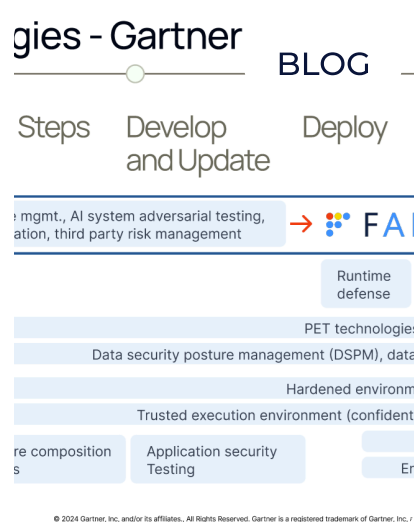 gies - Gartner
BLOG
Steps
Develop
and Update
Deploy
e mgmt., AI system adversarial testing,
ation, third party risk management
FA
Runtime
defense
PET technologies
Data security posture management (DSPM), data
Hardened environm
Trusted execution environment (confident
re composition
s
Application security
Testing
Er
© 2024 Gartner, Inc. and/or its affiliates., All Rights Reserved. Gartner is a registered trademark of Gartner, Inc. r